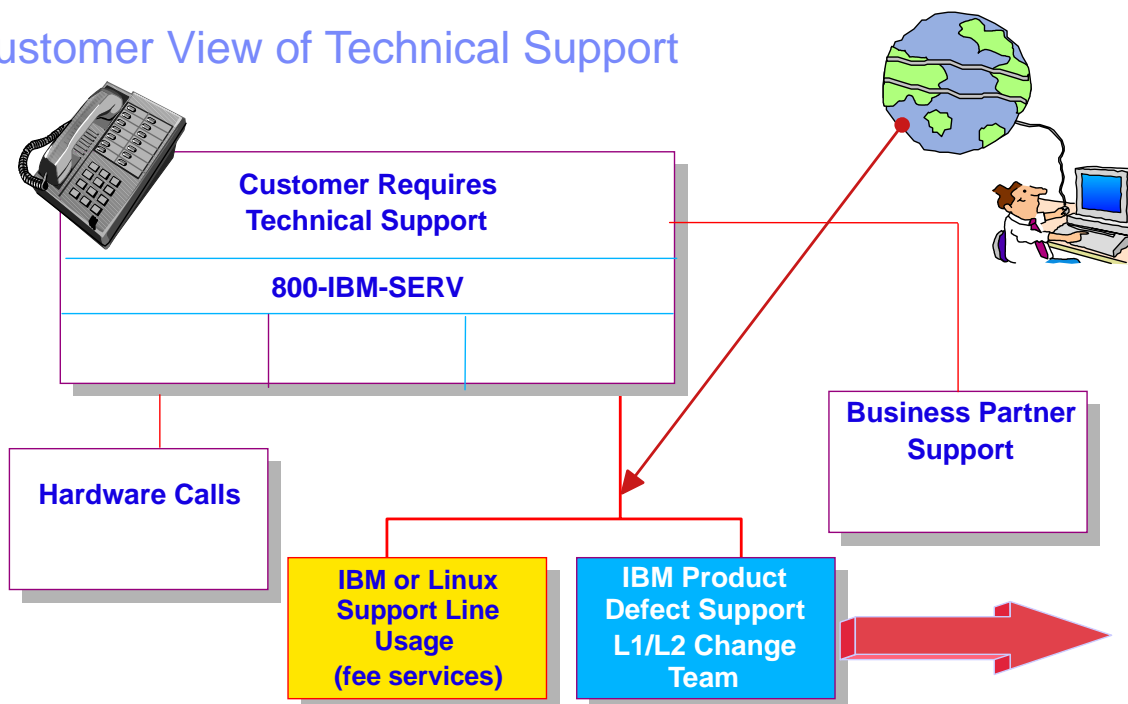 ustomer View of Technical Support
Customer Requires
Technical Support
800-IBM-SERV
Business Partner
Support
Hardware Calls
IBM or Linux
Support Line
Usage
(fee services)
IBM Product
Defect Support
L1/L2 Change
Team